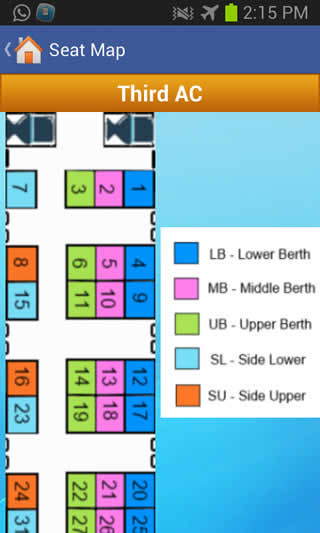 2:15 PM
Seat Map
Third AC
7 3 2 1
8 6 5 4
15 11 10 9
16 14 13 12
23 19 18 17
24 22 21 20
31 27 26 25
LB - Lower Berth
MB - Middle Berth
UB - Upper Berth
SL - Side Lower
SU - Side Upper